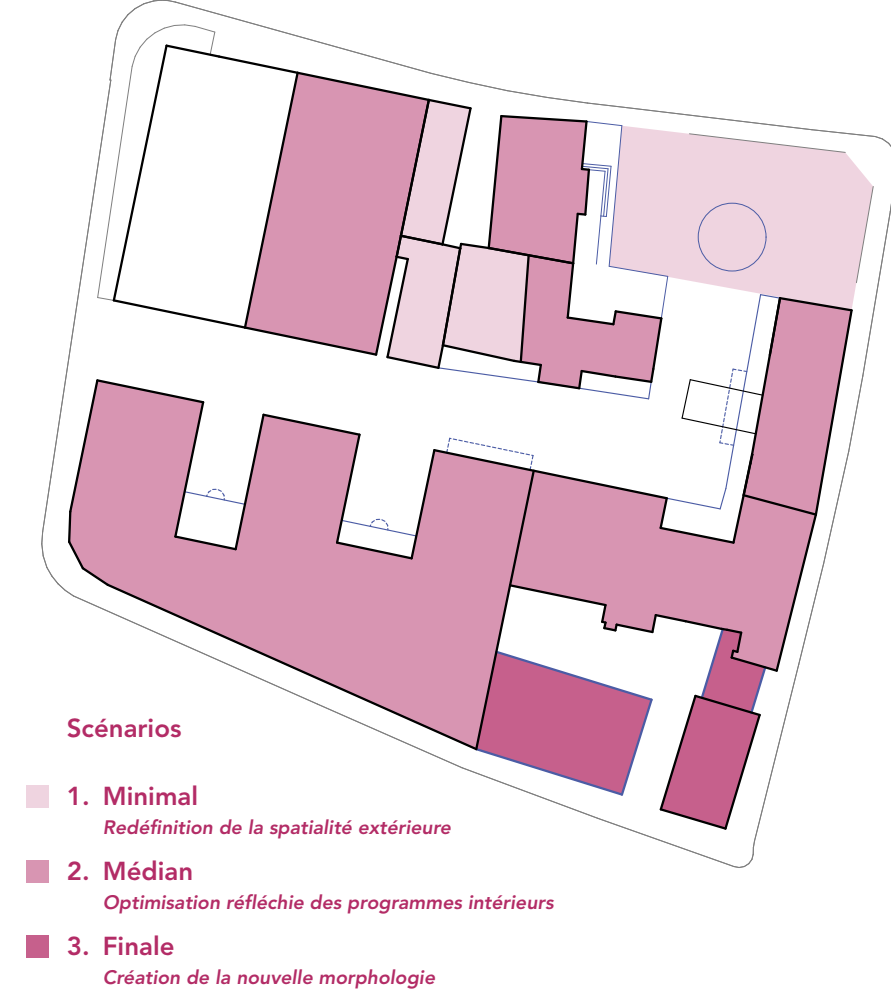 Scénarios
1. Minimal
Redéfinition de la spatialité extérieure
2. Médian
Optimisation réfléchie des programmes intérieurs
3. Finale
Création de la nouvelle morphologie